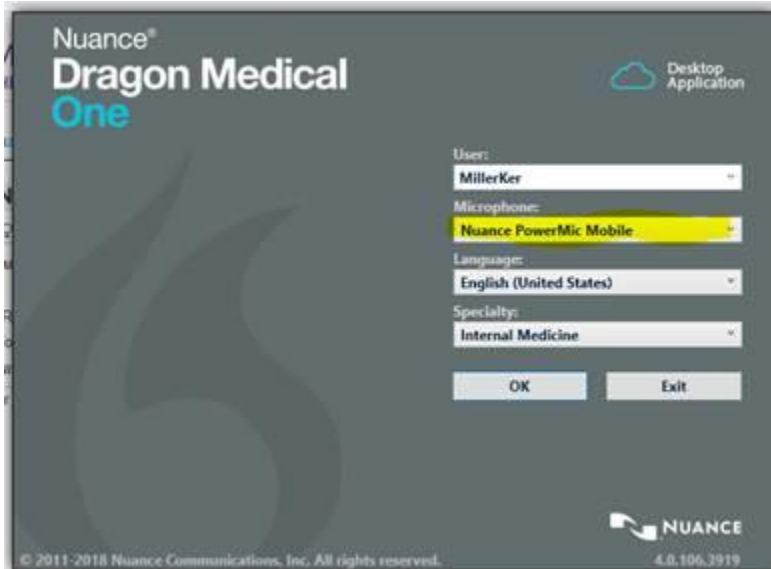 Nuance®
Dragon Medical
One
Desktop
Application
User:
MillerKer
Microphone:
Nuance PowerMic Mobile
Language:
English (United States)
Specialty:
Internal Medicine
OK Exit
NUANCE
© 2011-2018 Nuance Communications, Inc. All rights reserved. 4.0.106.3919